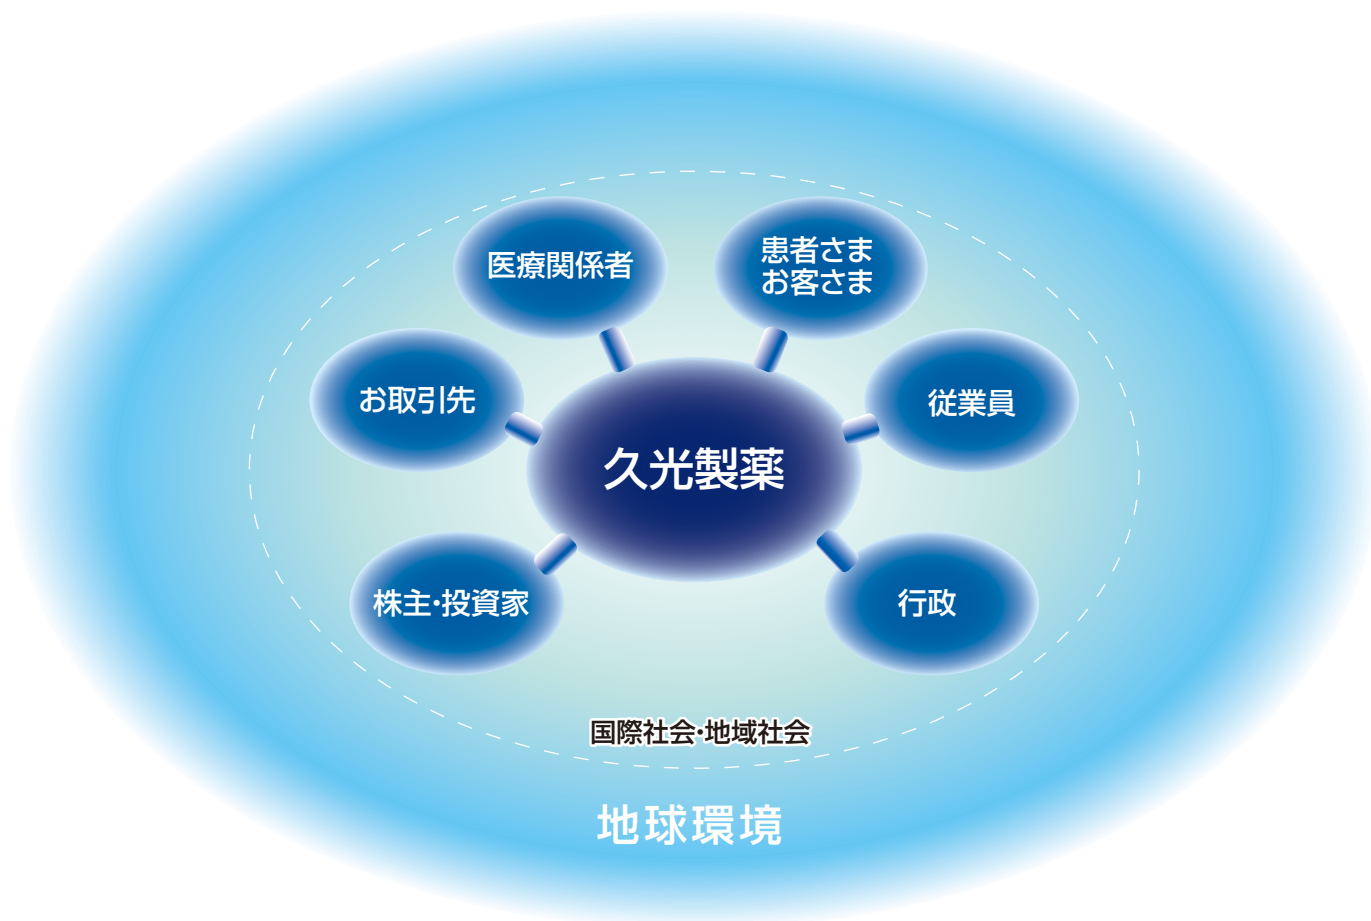 医療関係者
患者さま
お客さま
お取引先
従業員
久光製薬
株主・投資家
行政
国際社会・地域社会
地球環境